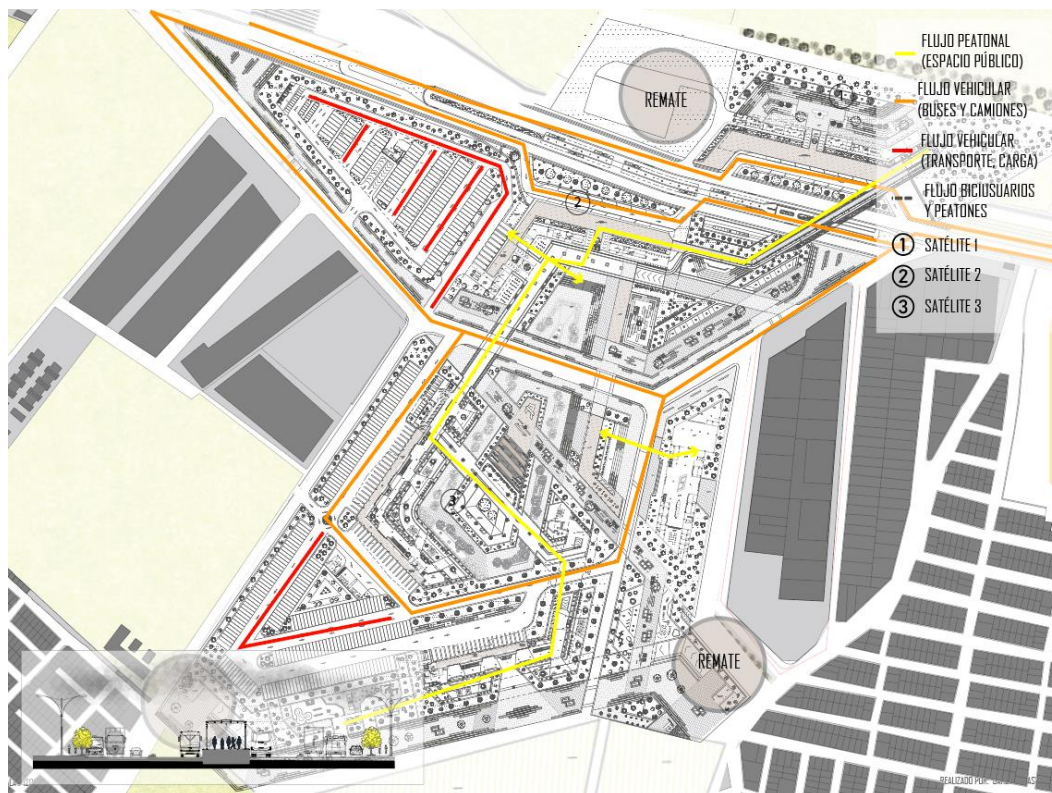 FLUJO PEATONAL
(ESPACIO PÚBLICO)
FLUJO VEHICULAR
(BUSES Y CAMIONES)
FLUJO VEHICULAR
(TRANSPORTE, CARGA)
FLUJO BICIUSUARIOS
Y PEATONES
1 SATÉLITE 1
2 SATÉLITE 2
3 SATÉLITE 3
REMATE
2
3
REMATE
REALIZADO POR: